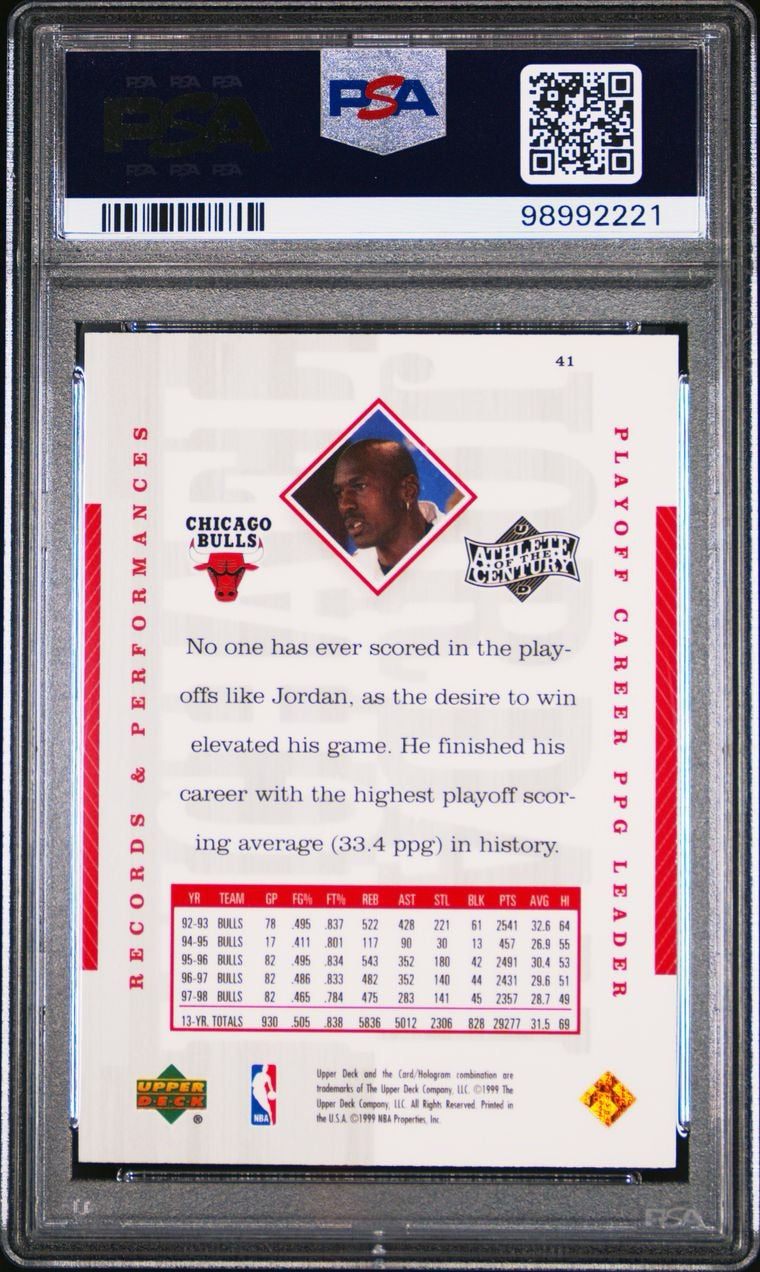 PSA PSA PSA
PSA
PSA PSA PSA
PSA
98992221
41
RECORDS & PERFORMANCES
PLAYOFF CAREER PPG LEADER
CHICAGO
BULLS
UD
ATHLETE
OF THE
CENTURY
No one has ever scored in the play-
offs like Jordan, as the desire to win
elevated his game. He finished his
career with the highest playoff scor-
ing average (33.4 ppg) in history.
YR TEAM GP FG% FT% REB AST STL BLK PTS AVG HI
92-93 BULLS 78 .495 .837 522 428 221 61 2541 32.6 64
94-95 BULLS 17 .411 .801 117 90 30 13 457 26.9 55
95-96 BULLS 82 .495 .834 543 352 180 42 2491 30.4 53
96-97 BULLS 82 .486 .833 482 352 140 44 2431 29.6 51
97-98 BULLS 82 .465 .784 475 283 141 45 2357 28.7 49
13-YR. TOTALS 930 .505 .838 5836 5012 2306 828 29277 31.5 69
UPPER
D·E·C·K
®
NBA
Upper Deck and the Card/Hologram combination are
trademarks of The Upper Deck Company, LLC. ©1999 The
Upper Deck Company, LLC. All Rights Reserved. Printed in
the U.S.A. ©1999 NBA Properties, Inc.
PSA